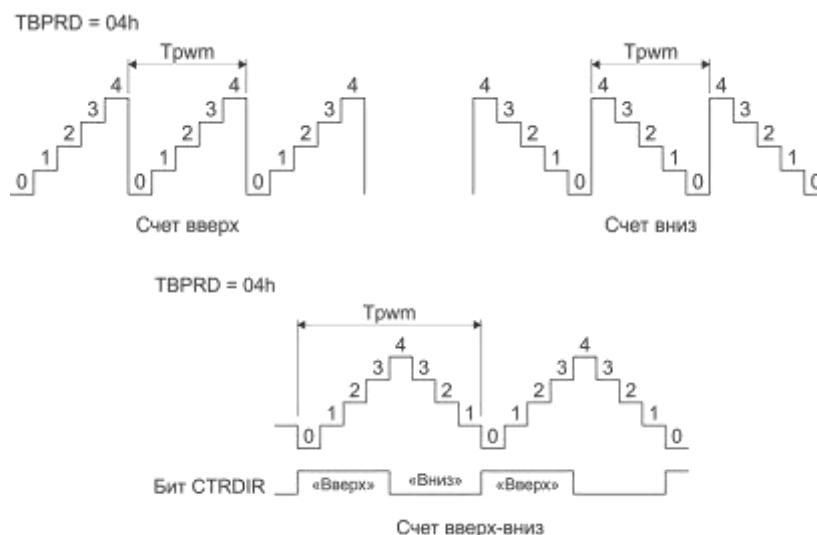 TBPRD = 04h
Tpwm
Tpwm
4 4 4 4 4 4
3 3 3 3 3 3
2 2 2 2 2 2
1 1 1 1 1 1
0 0 0 0 0 0
Счет вверх
Счет вниз
TBPRD = 04h
Tpwm
4 4
3 3 3 3
2 2 2 2
1 1 1 1
0 0 0
Бит CTRDIR
«Вверх» «Вниз» «Вверх»
Счет вверх-вниз